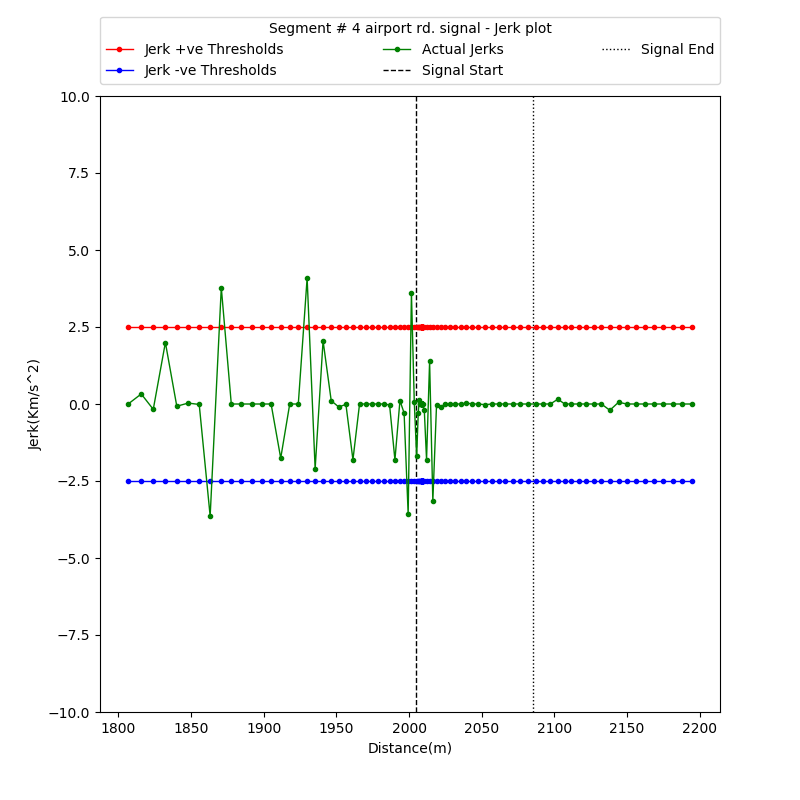 Segment # 4 airport rd. signal - Jerk plot
Jerk +ve Thresholds
Actual Jerks
Signal End
Jerk -ve Thresholds
Signal Start
10.0
7.5
5.0
2.5
0.0
−2.5
−5.0
−7.5
−10.0
Jerk(Km/s^2)
1800 1850 1900 1950 2000 2050 2100 2150 2200
Distance(m)